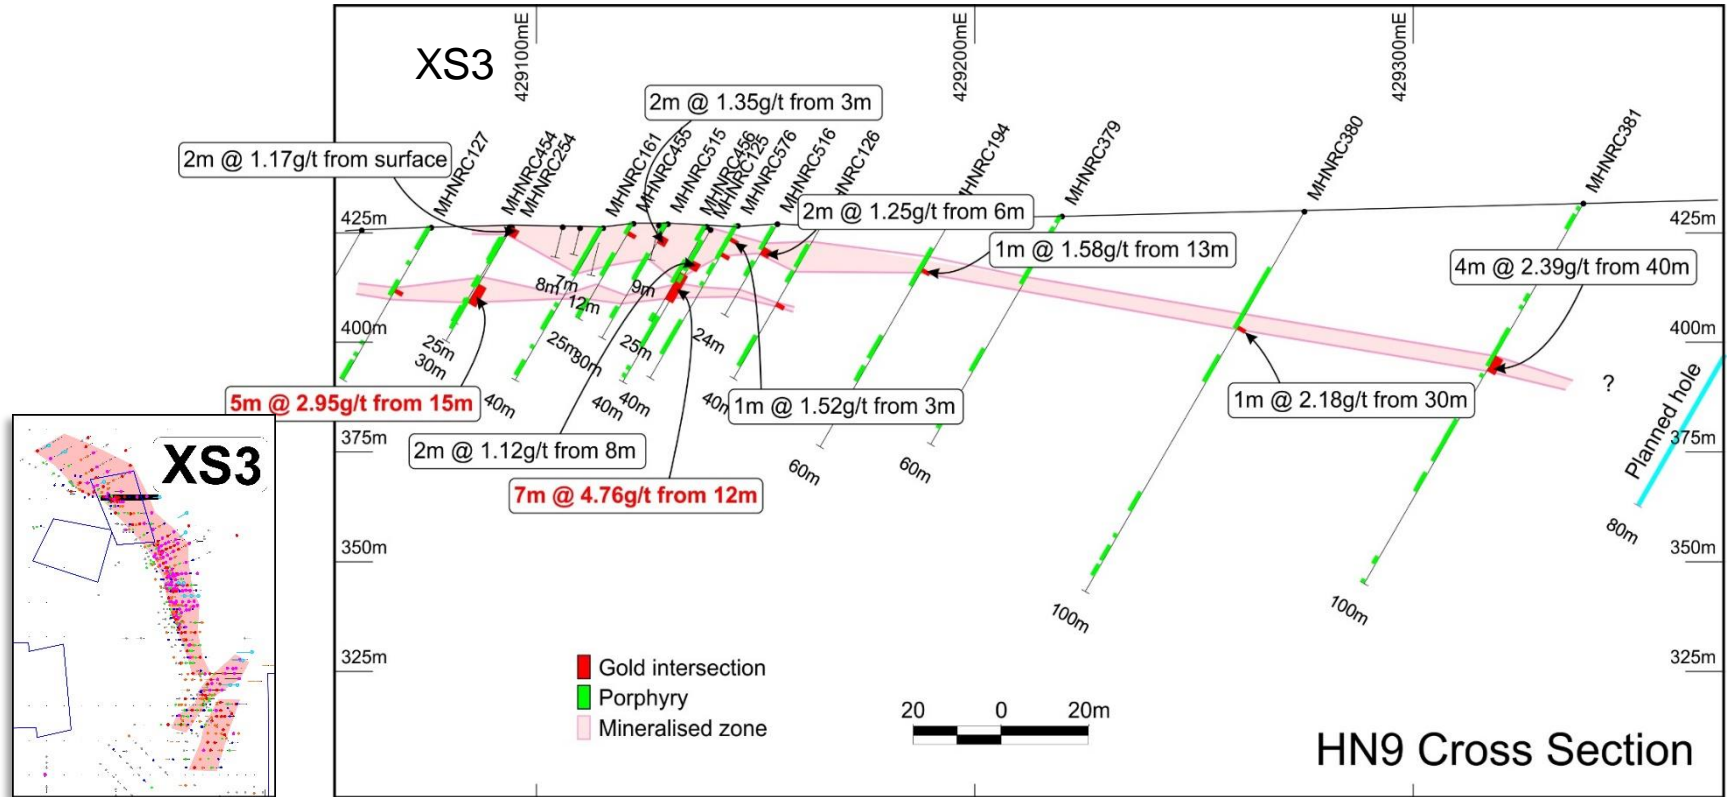 XS3
429100mE
429200mE
429300mE
2m @ 1.35g/t from 3m
2m @ 1.17g/t from surface
MHNRC127
MHNRC454
MHNRC254
MHNRC161
MHNRC455
MHNRC515
MHNRC456
MHNRC125
MHNRC576
MHNRC516
HNRC126
MHNRC194
MHNRC379
MHNRC380
MHNRC381
2m @ 1.25g/t from 6m
1m @ 1.58g/t from 13m
4m @ 2.39g/t from 40m
425m
425m
8m
7m
12m
9m
400m
400m
25m
30m
25m
30m
25m
24m
40m
40m
40m
40m
5m @ 2.95g/t from 15m
1m @ 1.52g/t from 3m
1m @ 2.18g/t from 30m
?
Planned hole
375m
375m
2m @ 1.12g/t from 8m
60m
60m
7m @ 4.76g/t from 12m
80m
350m
350m
100m
100m
325m
325m
XS3
Gold intersection
Porphyry
Mineralised zone
20 0 20m
HN9 Cross Section